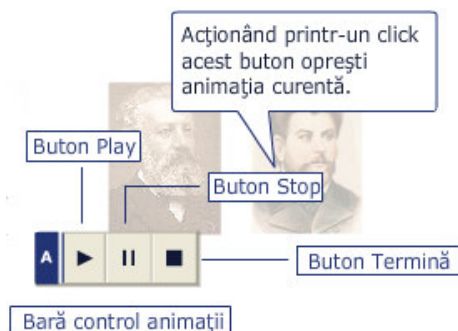 Acţionând printr-un click
acest buton opreşti
animaţia curentă.
Buton Play
Buton Stop
A
Buton Termină
Bară control animaţii